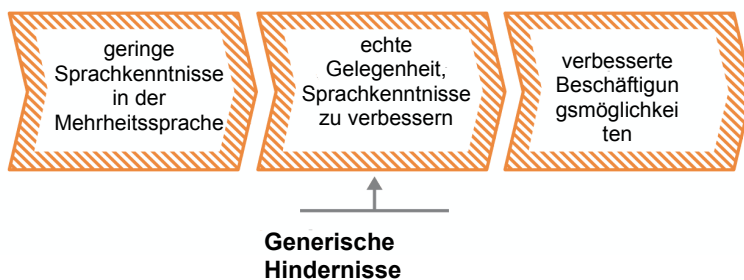 geringe
Sprachkenntnisse
in der
Mehrheitssprache
echte
Gelegenheit,
Sprachkenntnisse
zu verbessern
verbesserte
Beschäftigun
gsmöglichkei
ten
Generische
Hindernisse